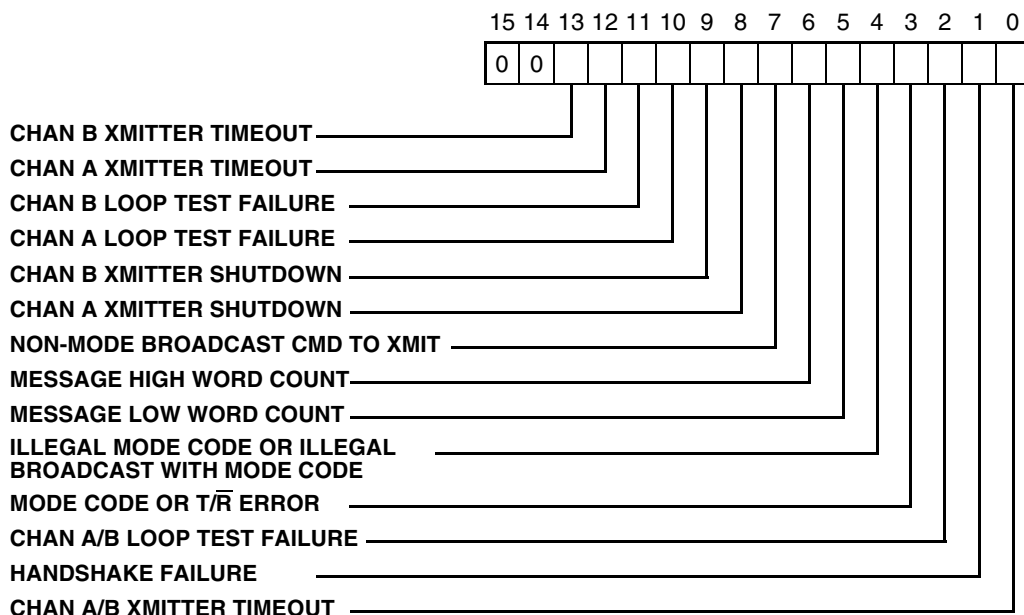 15 14 13 12 11 10 9 8 7 6 5 4 3 2 1 0
0 0
CHAN B XMITTER TIMEOUT
CHAN A XMITTER TIMEOUT
CHAN B LOOP TEST FAILURE
CHAN A LOOP TEST FAILURE
CHAN B XMITTER SHUTDOWN
CHAN A XMITTER SHUTDOWN
NON-MODE BROADCAST CMD TO XMIT
MESSAGE HIGH WORD COUNT
MESSAGE LOW WORD COUNT
ILLEGAL MODE CODE OR ILLEGAL
BROADCAST WITH MODE CODE
MODE CODE OR T/R̅ ERROR
CHAN A/B LOOP TEST FAILURE
HANDSHAKE FAILURE
CHAN A/B XMITTER TIMEOUT